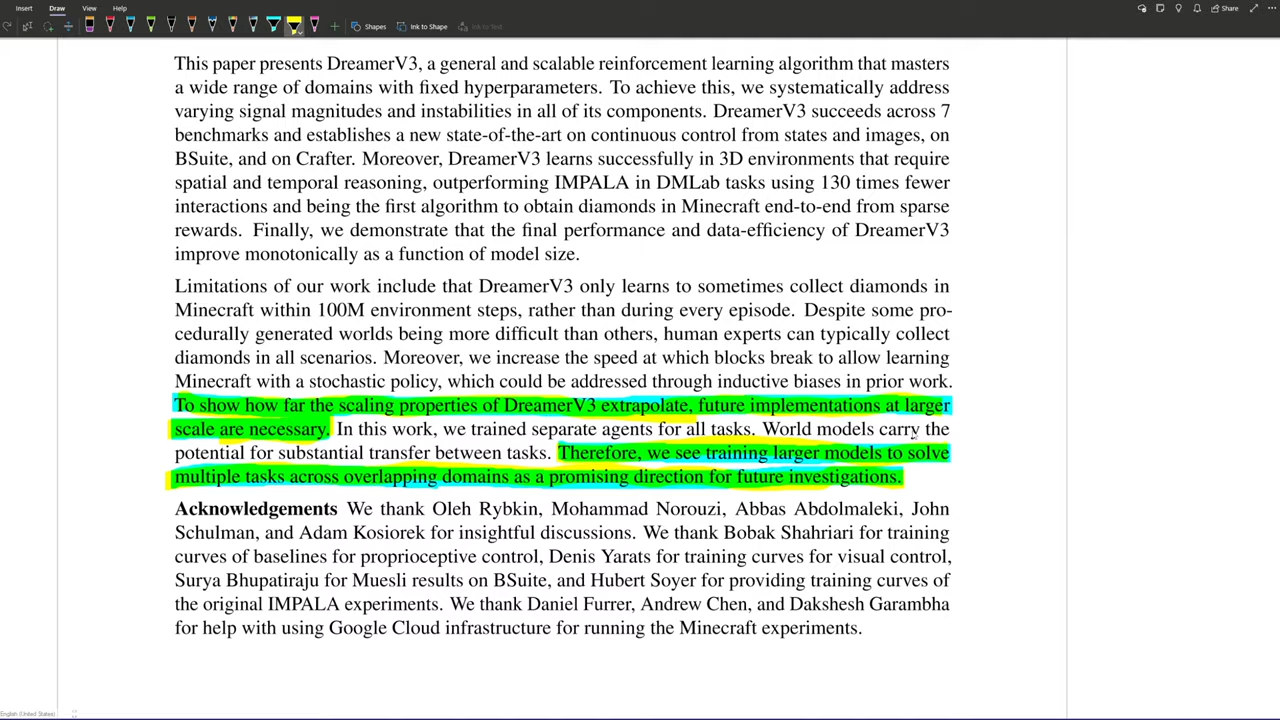 Insert Draw View Help
Share
Shapes Ink to Shape Ink to Text
This paper presents DreamerV3, a general and scalable reinforcement learning algorithm that masters
a wide range of domains with fixed hyperparameters. To achieve this, we systematically address
varying signal magnitudes and instabilities in all of its components. DreamerV3 succeeds across 7
benchmarks and establishes a new state-of-the-art on continuous control from states and images, on
BSuite, and on Crafter. Moreover, DreamerV3 learns successfully in 3D environments that require
spatial and temporal reasoning, outperforming IMPALA in DMLab tasks using 130 times fewer
interactions and being the first algorithm to obtain diamonds in Minecraft end-to-end from sparse
rewards. Finally, we demonstrate that the final performance and data-efficiency of DreamerV3
improve monotonically as a function of model size.
Limitations of our work include that DreamerV3 only learns to sometimes collect diamonds in
Minecraft within 100M environment steps, rather than during every episode. Despite some pro-
cedurally generated worlds being more difficult than others, human experts can typically collect
diamonds in all scenarios. Moreover, we increase the speed at which blocks break to allow learning
Minecraft with a stochastic policy, which could be addressed through inductive biases in prior work.
To show how far the scaling properties of DreamerV3 extrapolate, future implementations at larger
scale are necessary. In this work, we trained separate agents for all tasks. World models carry the
potential for substantial transfer between tasks. Therefore, we see training larger models to solve
multiple tasks across overlapping domains as a promising direction for future investigations.
Acknowledgements We thank Oleh Rybkin, Mohammad Norouzi, Abbas Abdolmaleki, John
Schulman, and Adam Kosiorek for insightful discussions. We thank Bobak Shahriari for training
curves of baselines for proprioceptive control, Denis Yarats for training curves for visual control,
Surya Bhupatiraju for Muesli results on BSuite, and Hubert Soyer for providing training curves of
the original IMPALA experiments. We thank Daniel Furrer, Andrew Chen, and Dakshesh Garambha
for help with using Google Cloud infrastructure for running the Minecraft experiments.
English (United States)